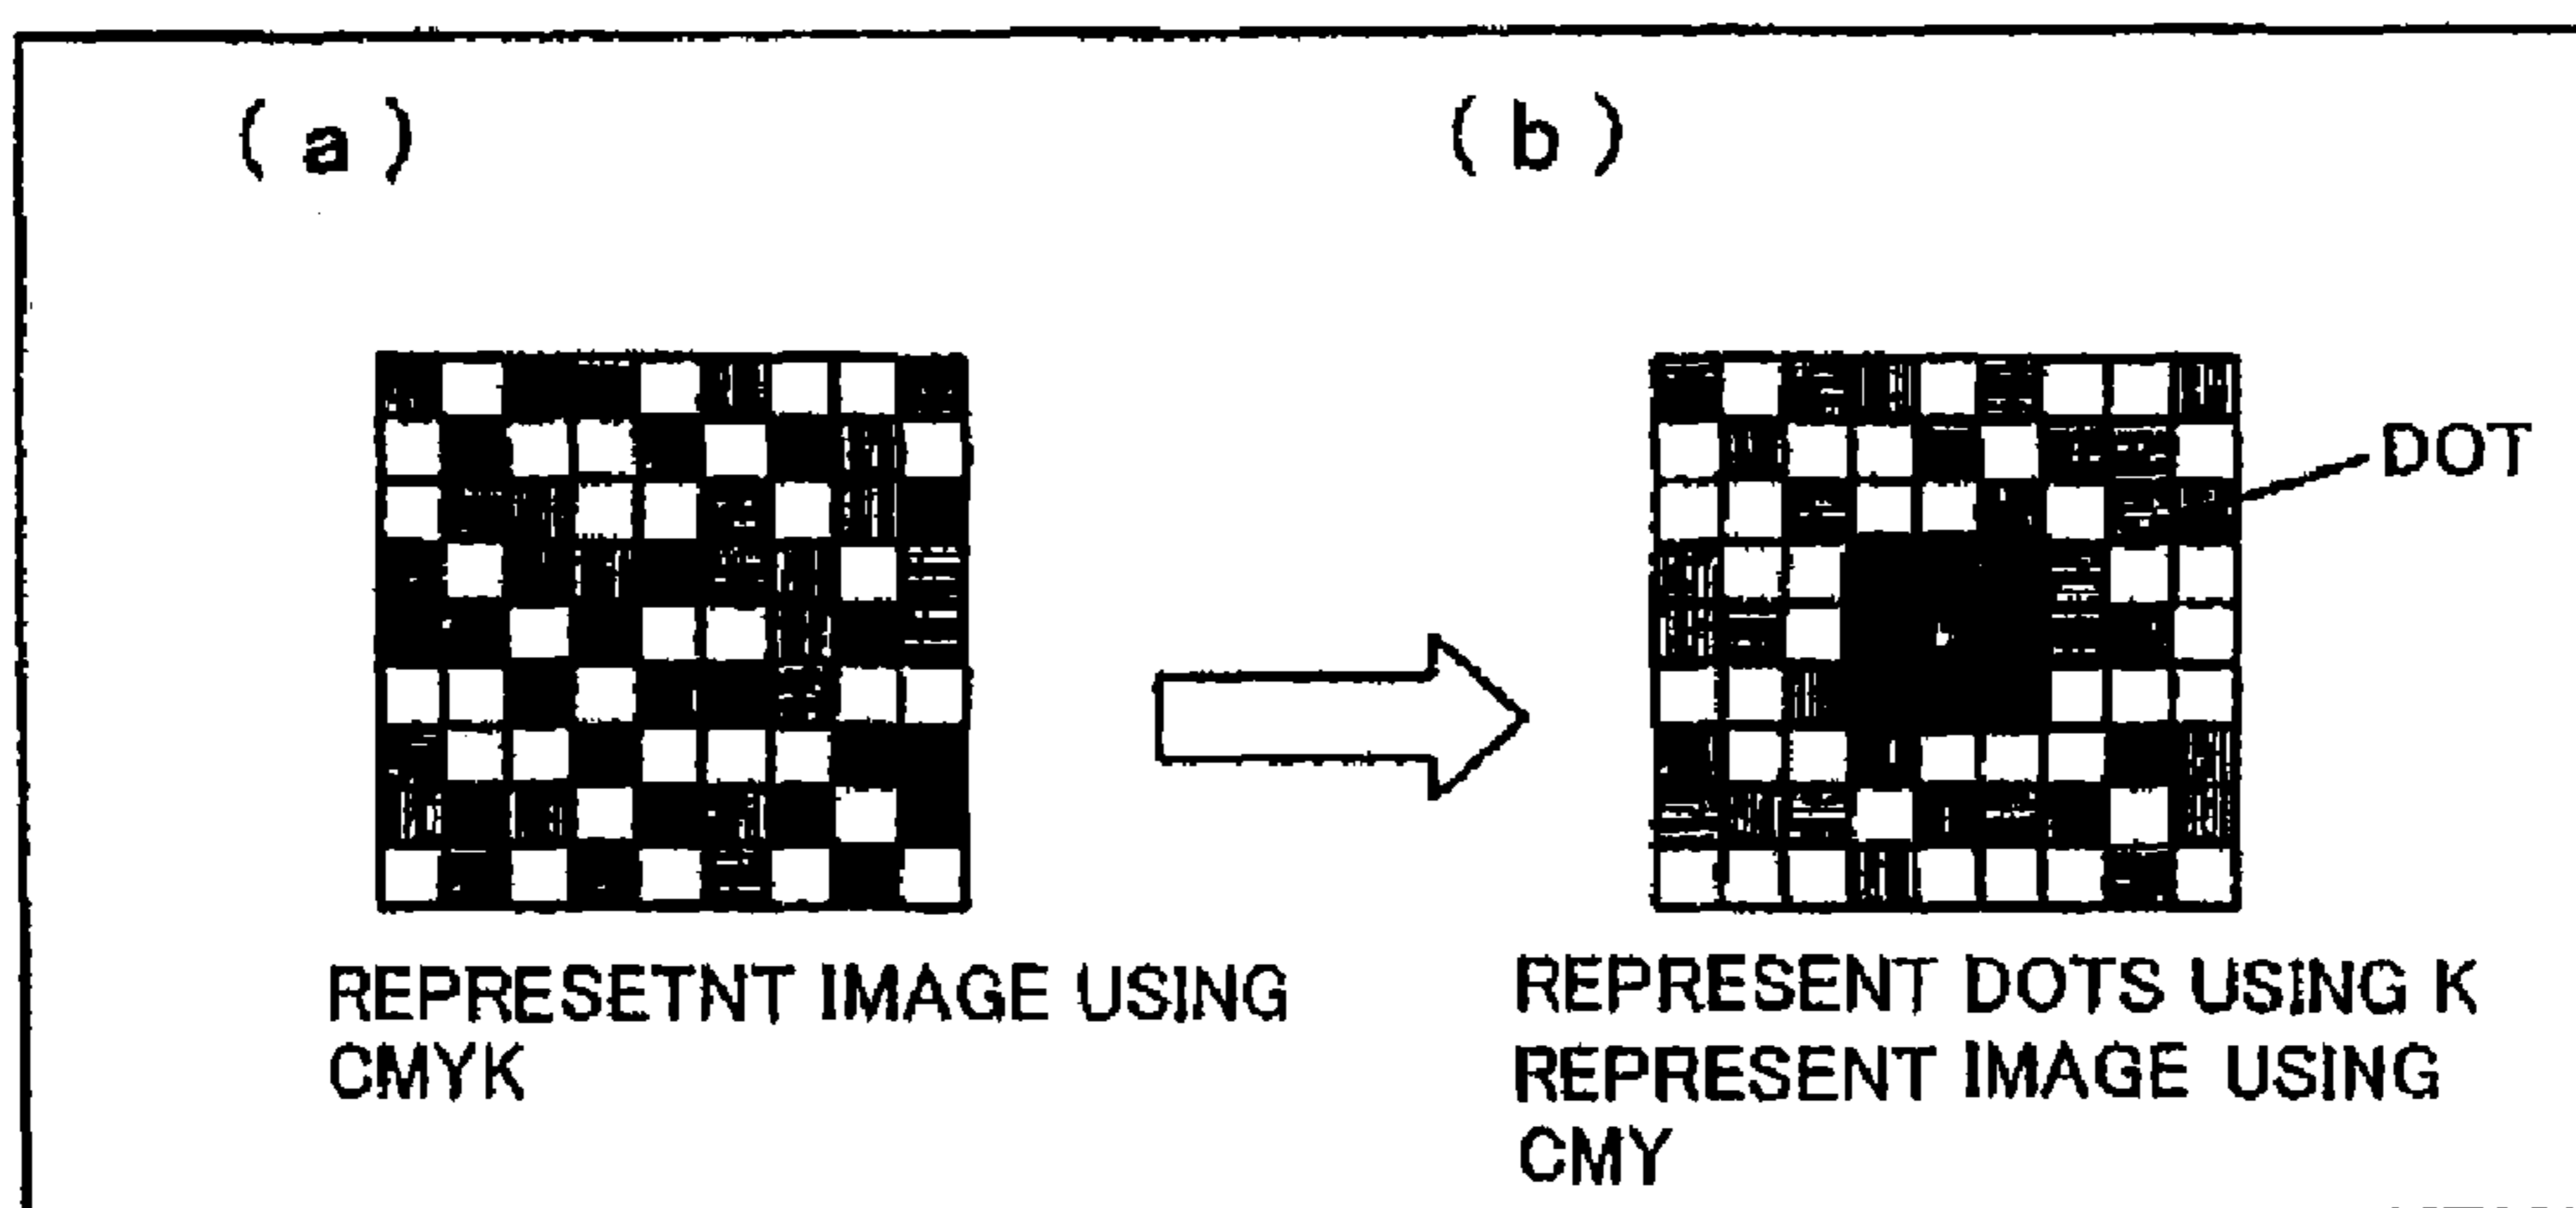 (a)
(b)
DOT
REPRESETNT IMAGE USING
CMYK
REPRESENT DOTS USING K
REPRESENT IMAGE USING
CMY